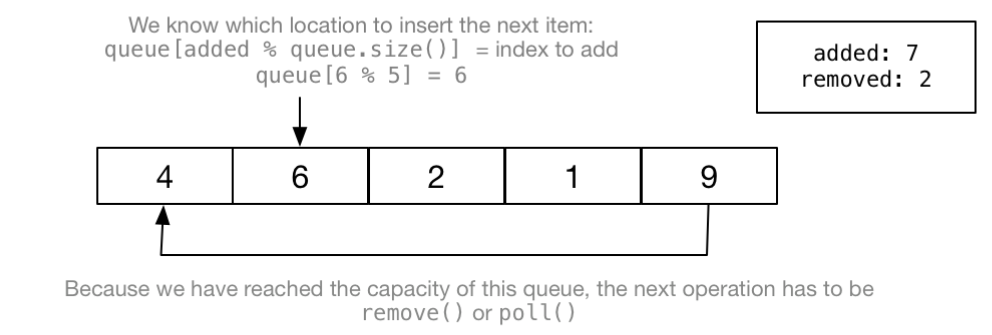 We know which location to insert the next item:
queue[added % queue.size()] = index to add
queue[6 % 5] = 6
added: 7
removed: 2
4 6 2 1 9
Because we have reached the capacity of this queue, the next operation has to be
remove() or poll()